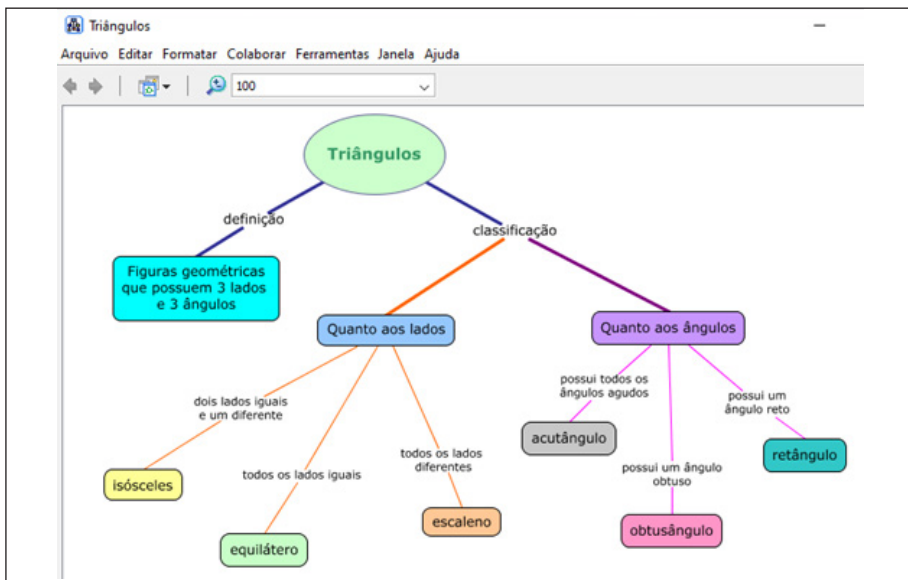 Triângulos
Arquivo Editar Formatar Colaborar Ferramentas Janela Ajuda
100
Triângulos
definição
classificação
Figuras geométricas
que possuem 3 lados
e 3 ângulos
Quanto aos lados
Quanto aos ângulos
dois lados iguais
e um diferente
todos os lados iguais
todos os lados
diferentes
possui todos os
ângulos agudos
possui um ângulo
obtuso
possui um
ângulo reto
isósceles
equilátero
escaleno
acutângulo
obtusângulo
retângulo